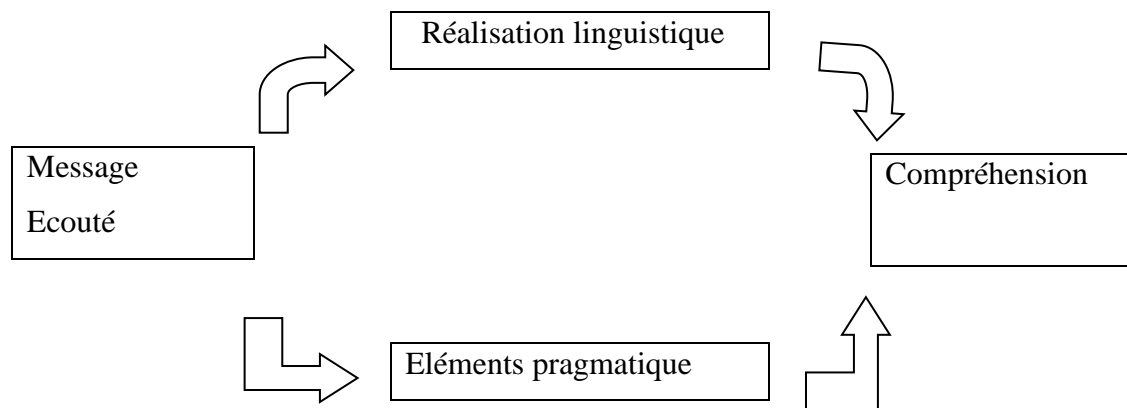 Réalisation linguistique
Message
Ecouté
Compréhension
Eléments pragmatique